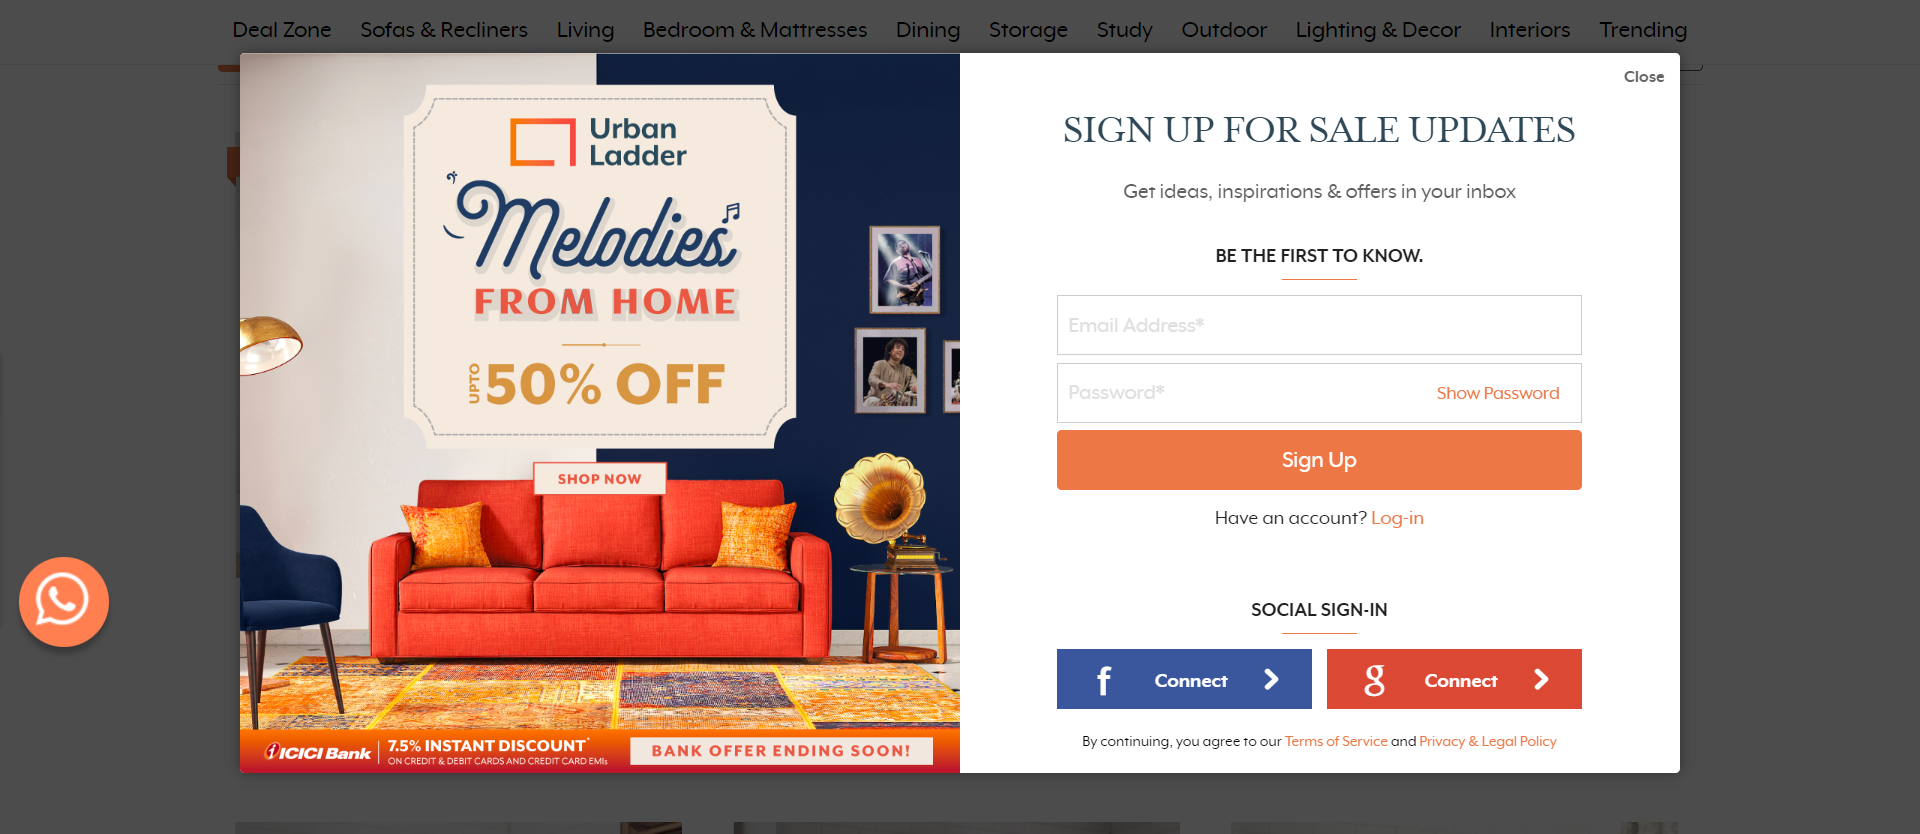 Deal Zone Sofas & Recliners Living Bedroom & Mattresses Dining Storage Study Outdoor Lighting & Decor Interiors Trending
Urban
Ladder
Melodies
FROM HOME
UPTO 50% OFF
SHOP NOW
ICICI Bank
7.5% INSTANT DISCOUNT*
ON CREDIT & DEBIT CARDS AND CREDIT CARD EMIs
BANK OFFER ENDING SOON!
Close
SIGN UP FOR SALE UPDATES
Get ideas, inspirations & offers in your inbox
BE THE FIRST TO KNOW.
Email Address*
Password* Show Password
Sign Up
Have an account? Log-in
SOCIAL SIGN-IN
f Connect
g Connect
By continuing, you agree to our Terms of Service and Privacy & Legal Policy